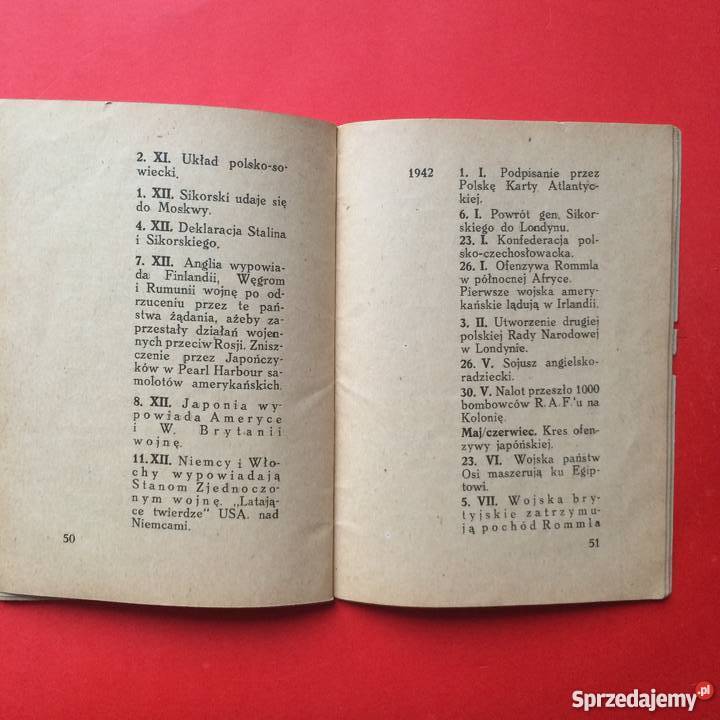 2. XI. Układ polsko-so-
wiecki.
1. XII. Sikorski udaje się
do Moskwy.
4. XII. Deklaracja Stalina
i Sikorskiego.
7. XII. Anglia wypowia-
da Finlandii, Węgrom
i Rumunii wojnę po od-
rzuceniu przez te pań-
stwa żądania, ażeby za-
przestały działań wojen-
nych przeciw Rosji. Znisz-
czenie przez Japończy-
ków w Pearl Harbour sa-
molotów amerykańskich.
8. XII. Japonia wy-
powiada Ameryce
i W. Brytanii
wojnę.
11. XII. Niemcy i Wło-
chy wypowiadają
Stanom Zjednoczo-
nym wojnę. „Latają-
ce twierdze" USA. nad
Niemcami.
50
1942 1. I. Podpisanie przez
Polskę Karty Atlantyc-
kiej.
6. I. Powrót gen. Sikor-
skiego do Londynu.
23. I. Konfederacja pol-
sko-czechosłowacka.
26. I. Ofenzywa Rommla
w północnej Afryce.
Pierwsze wojska amery-
kańskie lądują w Irlandii.
3. II. Utworzenie drugiej
polskiej Rady Narodowej
w Londynie.
26. V. Sojusz angielsko-
radziecki.
30. V. Nalot przeszło 1000
bombowców R. A. F.'u na
Kolonię.
Maj/czerwiec. Kres ofen-
zywy japońskiej.
23. VI. Wojska państw
Osi maszerują ku Egip-
towi.
5. VII. Wojska bry-
tyjskie zatrzymu-
ją pochód Rommla
51
Sprzedajemy.pl